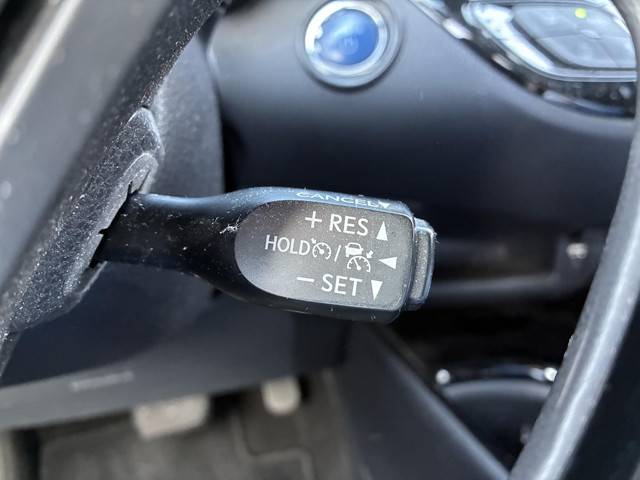 CANCEL
+ RES
HOLD /
− SET